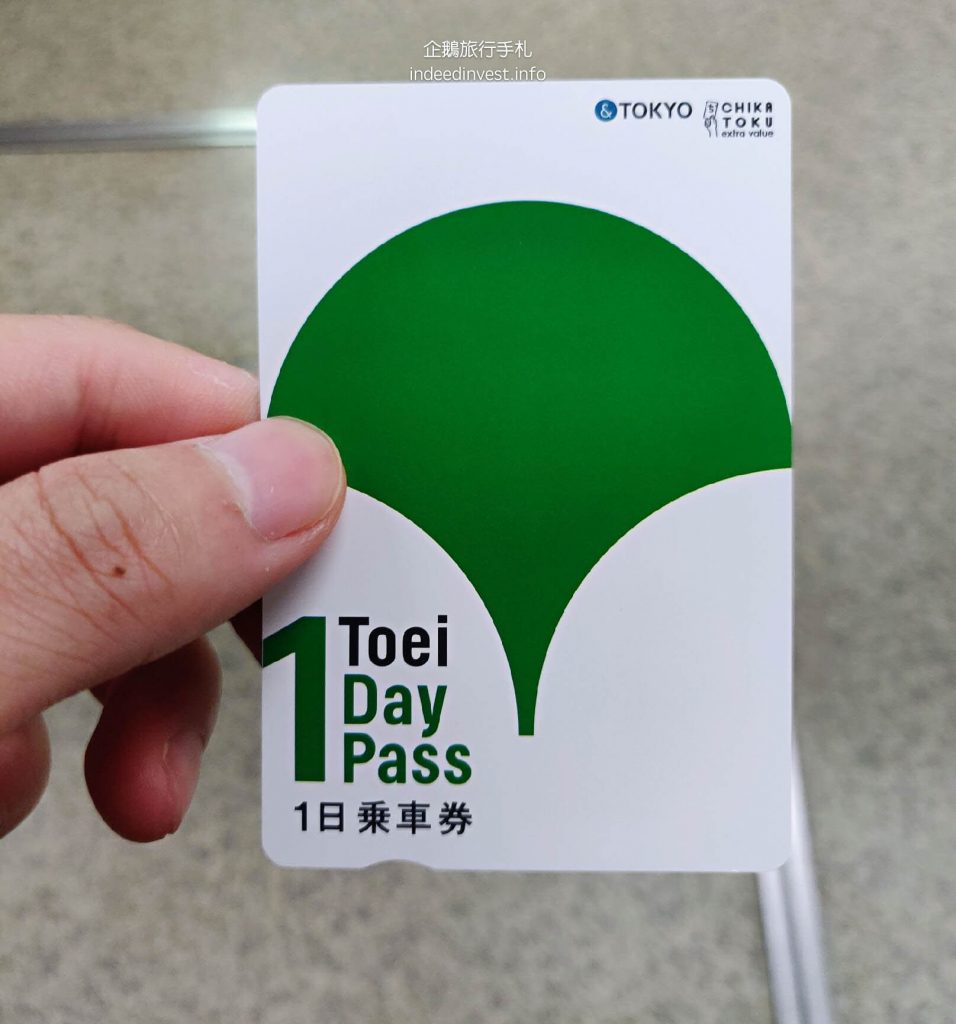 企鵝旅行手札
indeedinvest.info
&TOKYO
CHIKA
TOKU
extra value
1 Toei
Day
Pass
1日乗車券